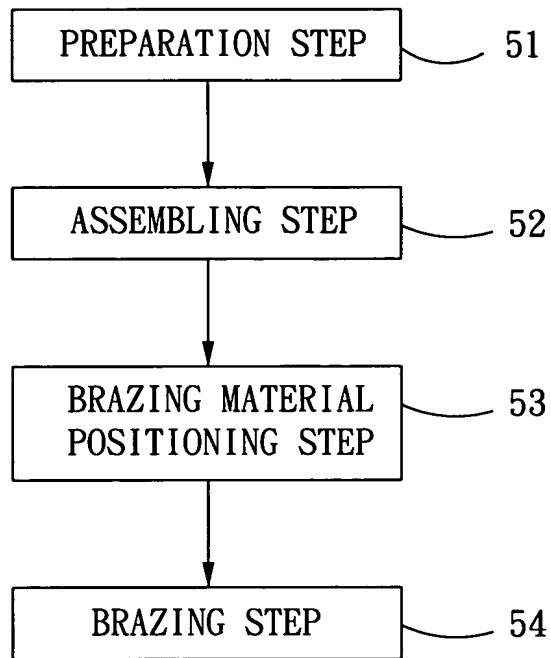 PREPARATION STEP 51
ASSEMBLING STEP 52
BRAZING MATERIAL
POSITIONING STEP 53
BRAZING STEP 54